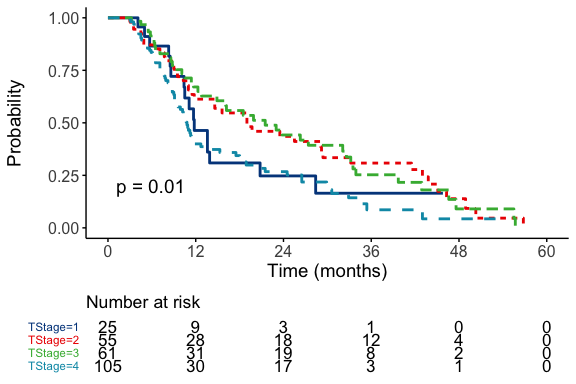 1.00
0.75
0.50
0.25
0.00
Probability
p = 0.01
0 12 24 36 48 60
Time (months)
Number at risk
TStage=1 25 9 3 1 0 0
TStage=2 55 28 18 12 4 0
TStage=3 61 31 19 8 2 0
TStage=4 105 30 17 3 1 0